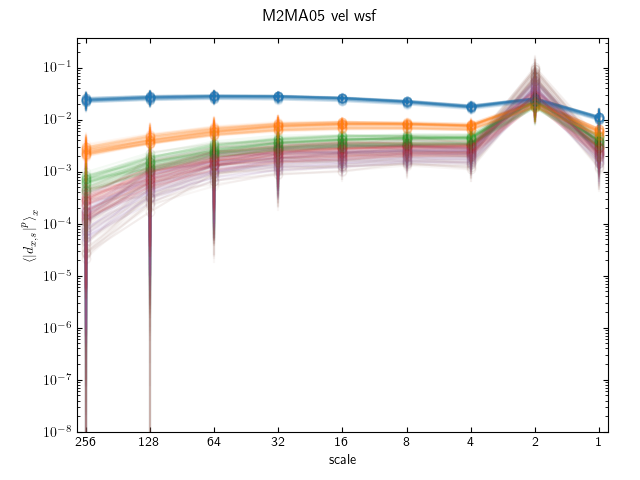 M2MA05 vel wsf
⟨|d_{x,s}|^p⟩_x
10^{-1}
10^{-2}
10^{-3}
10^{-4}
10^{-5}
10^{-6}
10^{-7}
10^{-8}
256 128 64 32 16 8 4 2 1
scale